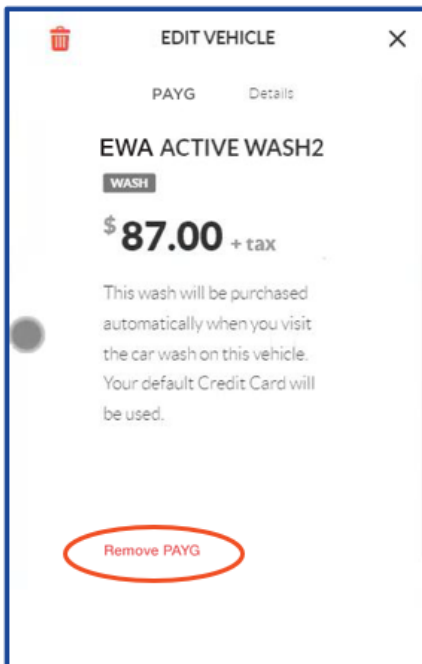 EDIT VEHICLE
PAYG Details
EWA ACTIVE WASH2
WASH
$87.00 + tax
This wash will be purchased
automatically when you visit
the car wash on this vehicle.
Your default Credit Card will
be used.
Remove PAYG